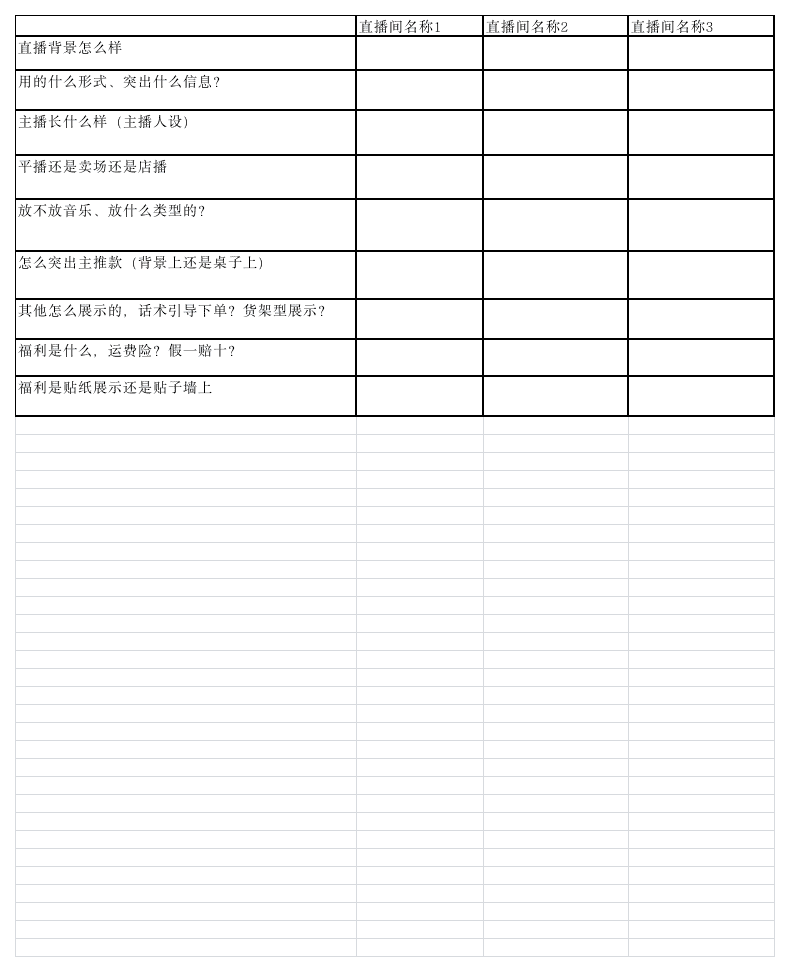 直播间名称1 直播间名称2 直播间名称3
直播背景怎么样
用的什么形式、突出什么信息？
主播长什么样（主播人设）
平播还是卖场还是店播
放不放音乐、放什么类型的？
怎么突出主推款（背景上还是桌子上）
其他怎么展示的，话术引导下单？货架型展示？
福利是什么，运费险？假一赔十？
福利是贴纸展示还是贴子墙上